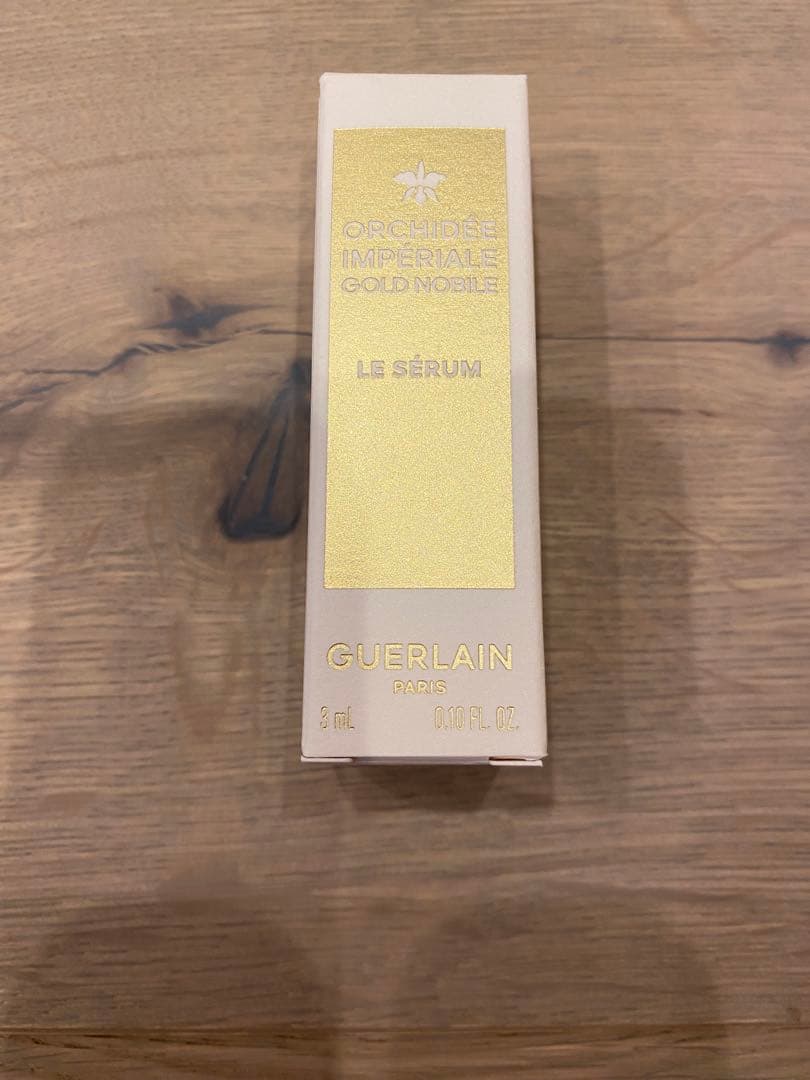 ORCHIDÉE
IMPÉRIALE
GOLD NOBILE
LE SÉRUM
GUERLAIN
PARIS
3 mL 0.10 FL. OZ.